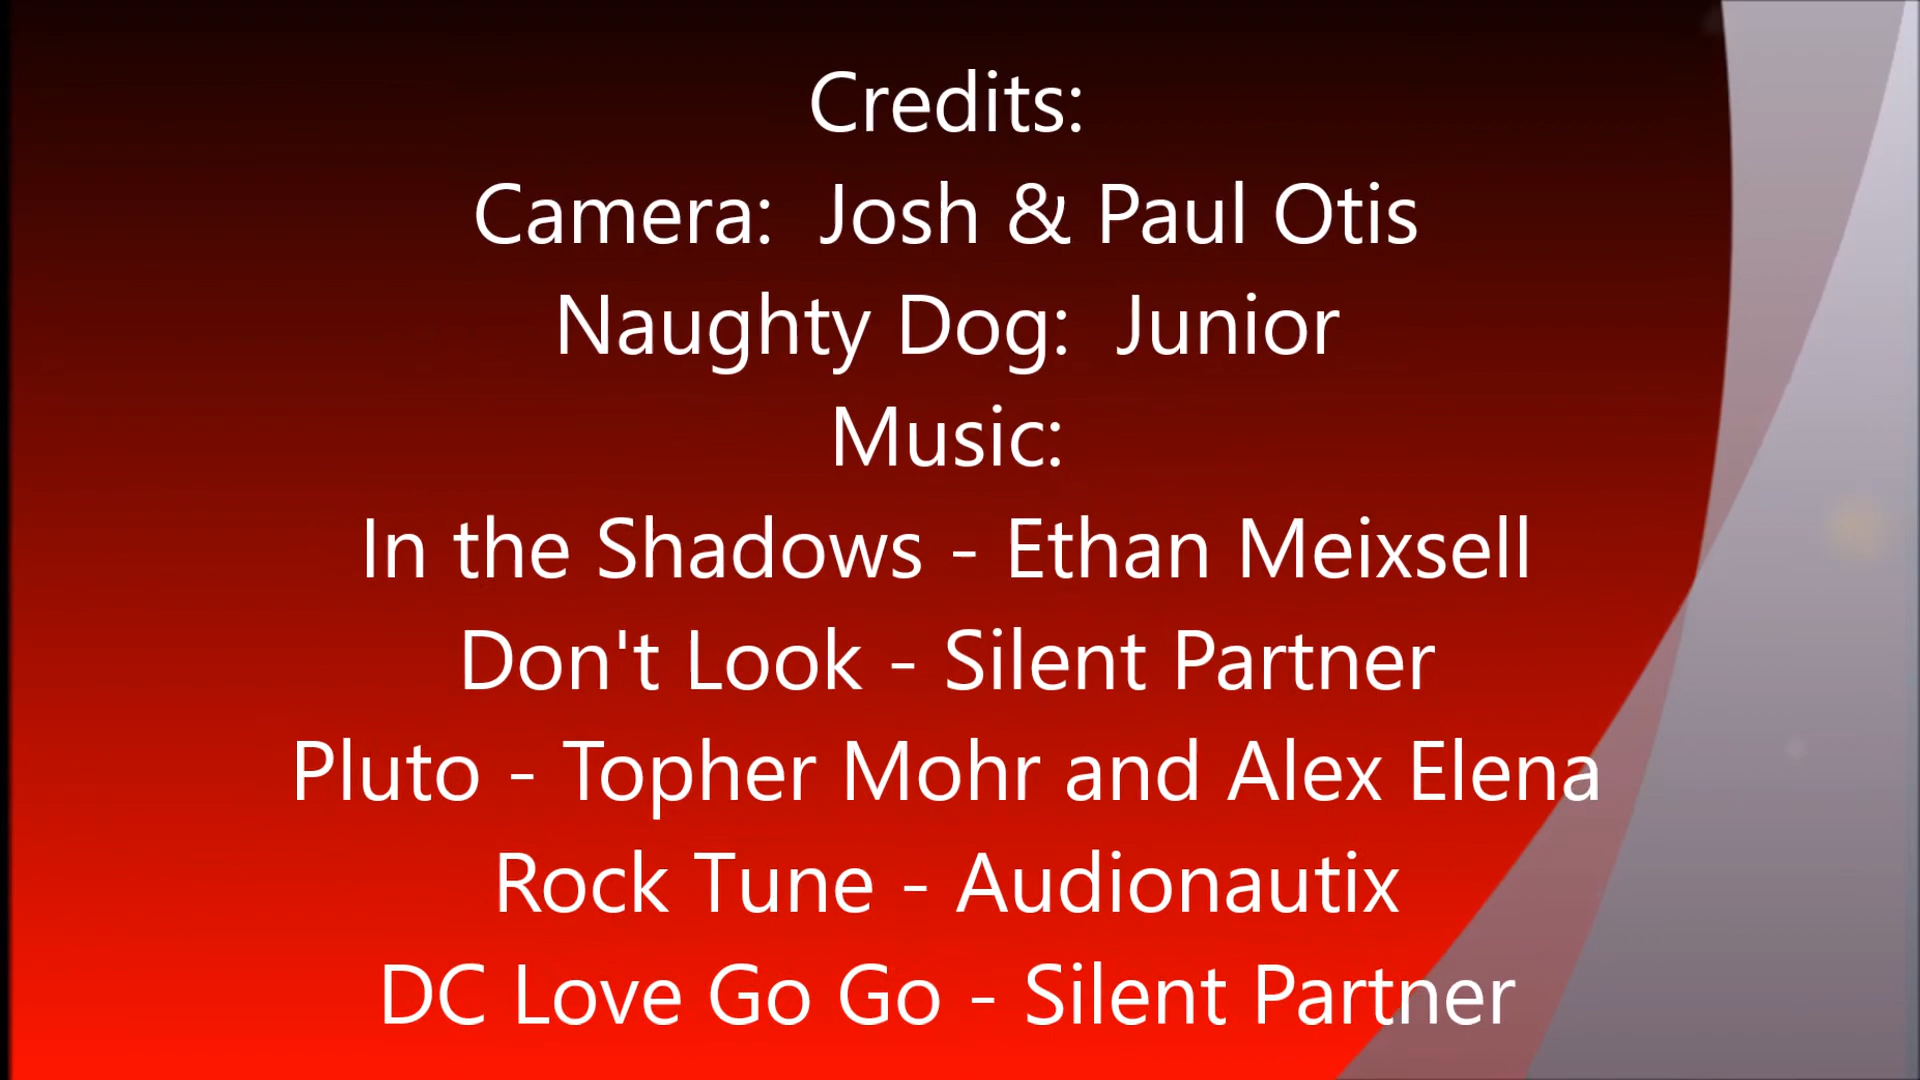 Credits:
Camera:  Josh & Paul Otis
Naughty Dog:  Junior
Music:
In the Shadows - Ethan Meixsell
Don't Look - Silent Partner
Pluto - Topher Mohr and Alex Elena
Rock Tune - Audionautix
DC Love Go Go - Silent Partner